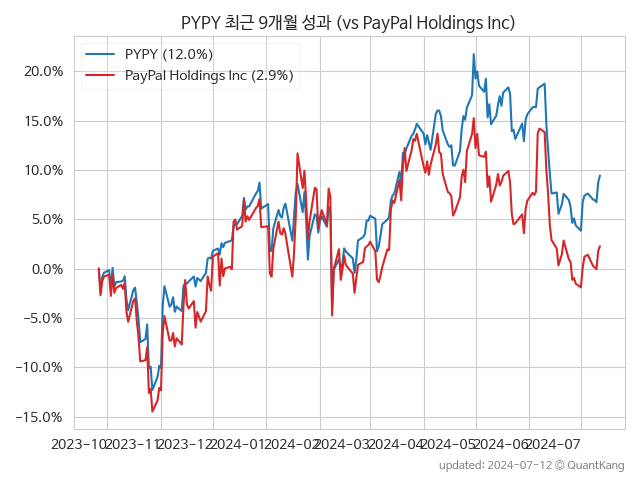 PYPY 최근 9개월 성과 (vs PayPal Holdings Inc)
PYPY (12.0%)
PayPal Holdings Inc (2.9%)
20.0%
15.0%
10.0%
5.0%
0.0%
-5.0%
-10.0%
-15.0%
2023-10 2023-11 2023-12 2024-01 2024-02 2024-03 2024-04 2024-05 2024-06 2024-07
updated: 2024-07-12 © QuantKang